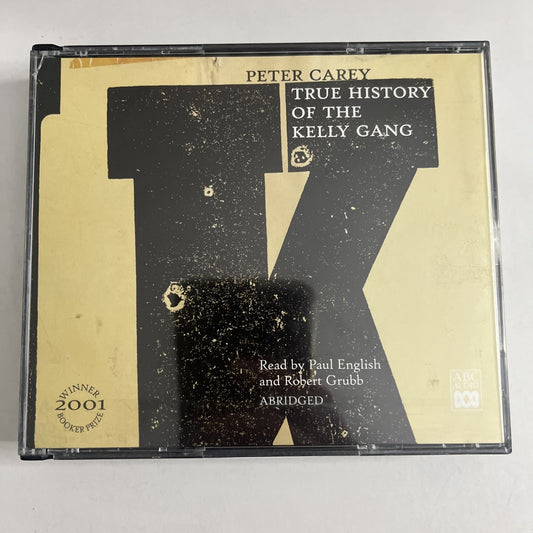 PETER CAREY
TRUE HISTORY
OF THE
KELLY GANG
K
Read by Paul English
and Robert Grubb
ABRIDGED
WINNER
2001
BOOKER PRIZE
ABC
AUDIO